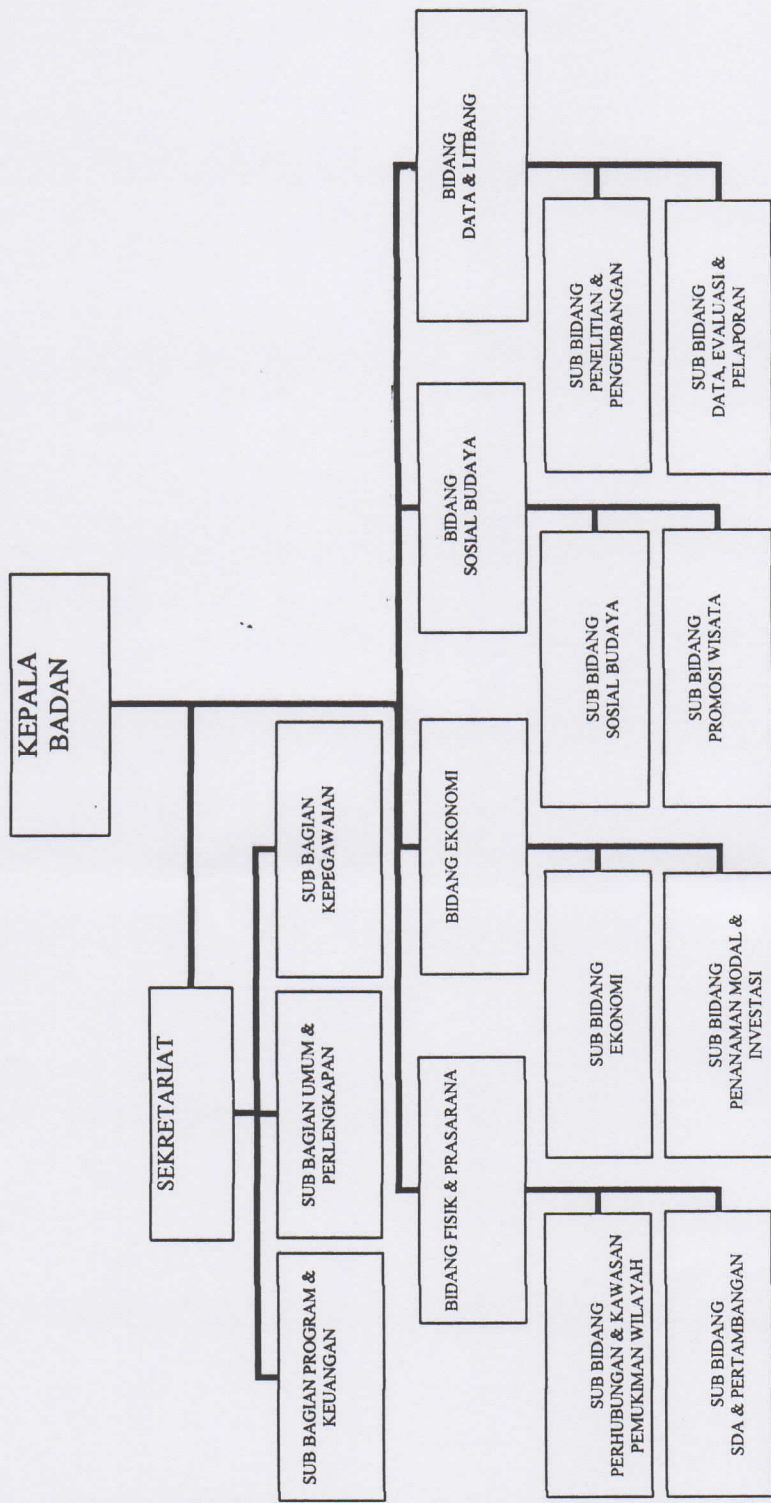 KEPALA
BADAN
SEKRETARIAT
SUB BAGIAN PROGRAM &
KEUANGAN
SUB BAGIAN UMUM &
PERLENGKAPAN
SUB BAGIAN
KEPEGAWAIAN
BIDANG FISIK & PRASARANA
BIDANG EKONOMI
BIDANG
SOSIAL BUDAYA
BIDANG
DATA & LITBANG
SUB BIDANG
PERHUBUNGAN & KAWASAN
PEMUKIMAN WILAYAH
SUB BIDANG
EKONOMI
SUB BIDANG
SOSIAL BUDAYA
SUB BIDANG
PENELITIAN &
PENGEMBANGAN
SUB BIDANG
SDA & PERTAMBANGAN
SUB BIDANG
PENANAMAN MODAL &
INVESTASI
SUB BIDANG
PROMOSI WISATA
SUB BIDANG
DATA, EVALUASI &
PELAPORAN